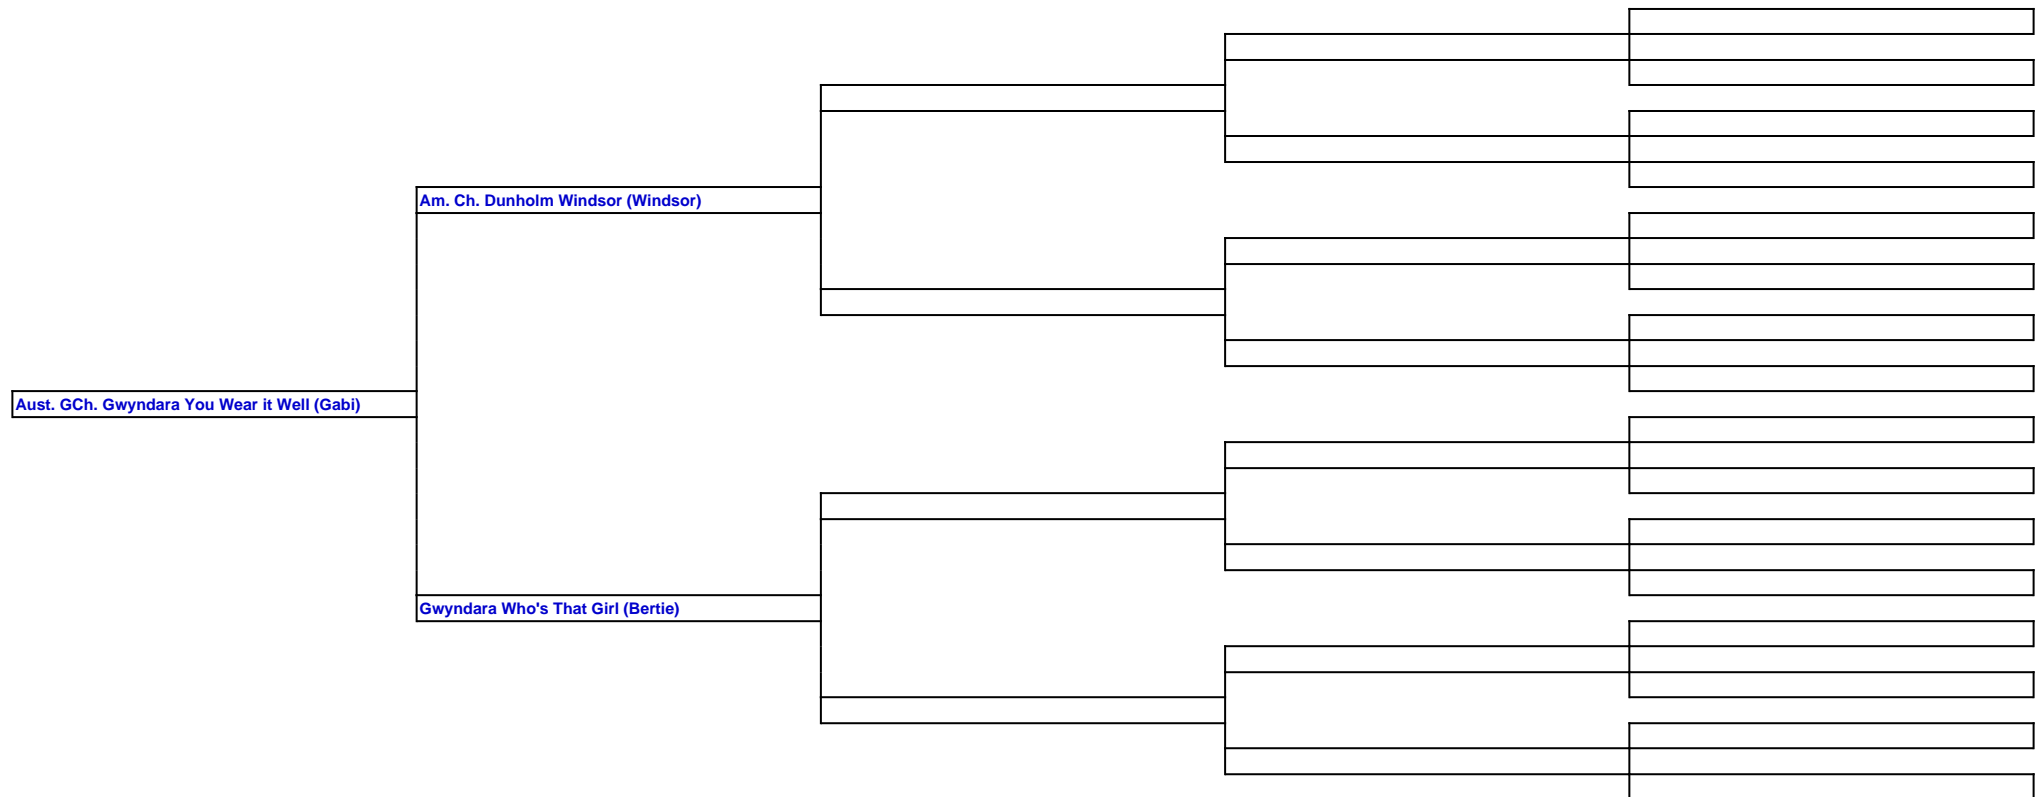 Am. Ch. Dunholm Windsor (Windsor)
Aust. GCh. Gwyndara You Wear it Well (Gabi)
Gwyndara Who's That Girl (Bertie)